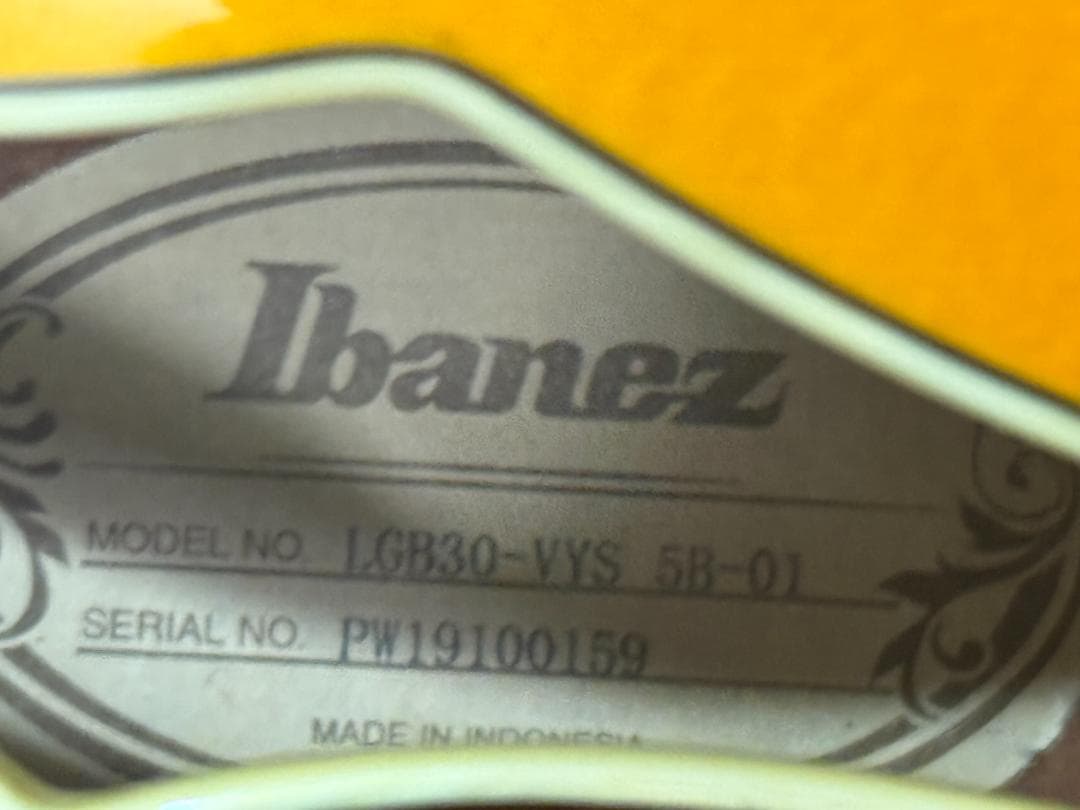 Ibanez
MODEL NO. LGB30-VYS 5B-01
SERIAL NO. PW19100159
MADE IN INDONESIA